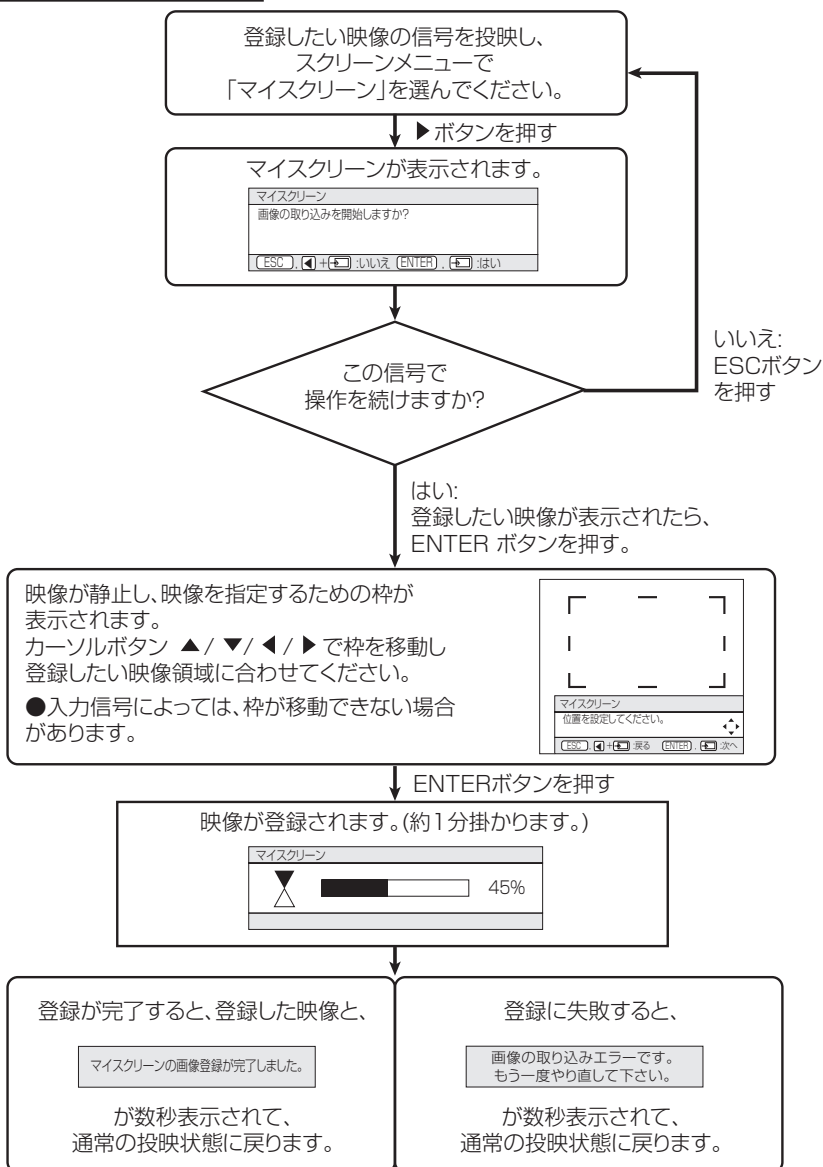 登録したい映像の信号を投映し、
スクリーンメニューで
「マイスクリーン」を選んでください。
▶ボタンを押す
マイスクリーンが表示されます。
マイスクリーン
画像の取り込みを開始しますか?
ESC , ◀ + :いいえ ENTER , :はい
この信号で
操作を続けますか?
いいえ:
ESCボタン
を押す
はい:
登録したい映像が表示されたら、
ENTER ボタンを押す。
映像が静止し、映像を指定するための枠が
表示されます。
カーソルボタン ▲/ ▼/ ◀ / ▶ で枠を移動し
登録したい映像領域に合わせてください。
●入力信号によっては、枠が移動できない場合
があります。
マイスクリーン
位置を設定してください。
ESC , ◀ + :戻る ENTER , :次へ
ENTERボタンを押す
映像が登録されます。(約1分掛かります。)
マイスクリーン
45%
登録が完了すると、登録した映像と、
マイスクリーンの画像登録が完了しました。
が数秒表示されて、
通常の投映状態に戻ります。
登録に失敗すると、
画像の取り込みエラーです。
もう一度やり直して下さい。
が数秒表示されて、
通常の投映状態に戻ります。